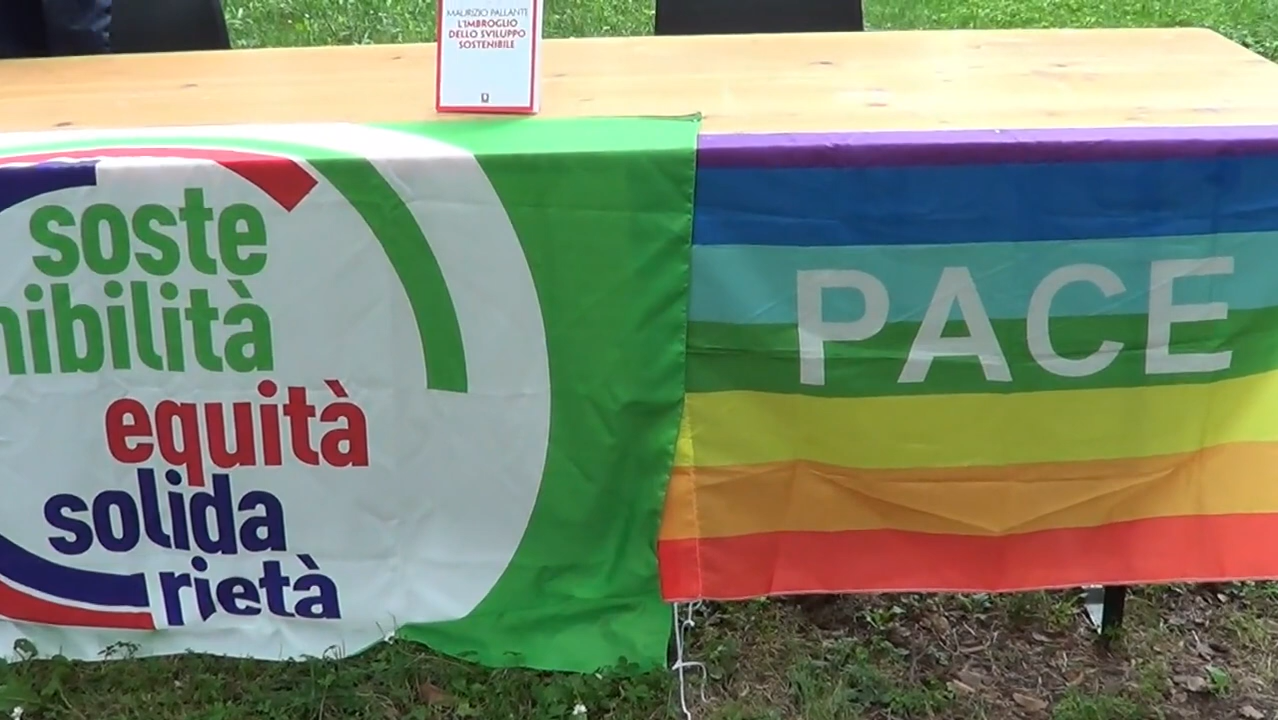 MAURIZIO PALLANTE
L'IMBROGLIO
DELLO SVILUPPO
SOSTENIBILE
soste
nibilità
equità
solida
rietà
PACE